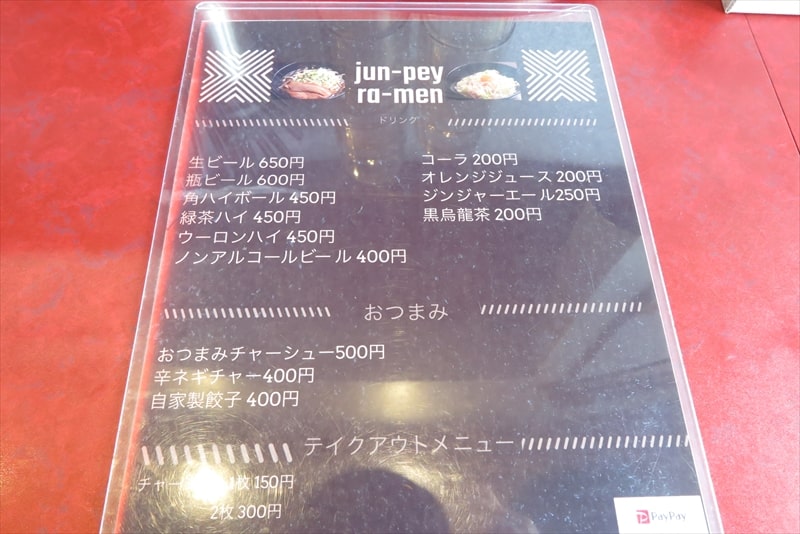 jun-pey
ra-men
ドリンク
生ビール 650円
瓶ビール 600円
角ハイボール 450円
緑茶ハイ 450円
ウーロンハイ 450円
ノンアルコールビール 400円
コーラ 200円
オレンジジュース 200円
ジンジャーエール250円
黒烏龍茶 200円
おつまみ
おつまみチャーシュー500円
辛ネギチャー400円
自家製餃子 400円
テイクアウトメニュー
1枚 150円
2枚 300円
PayPay